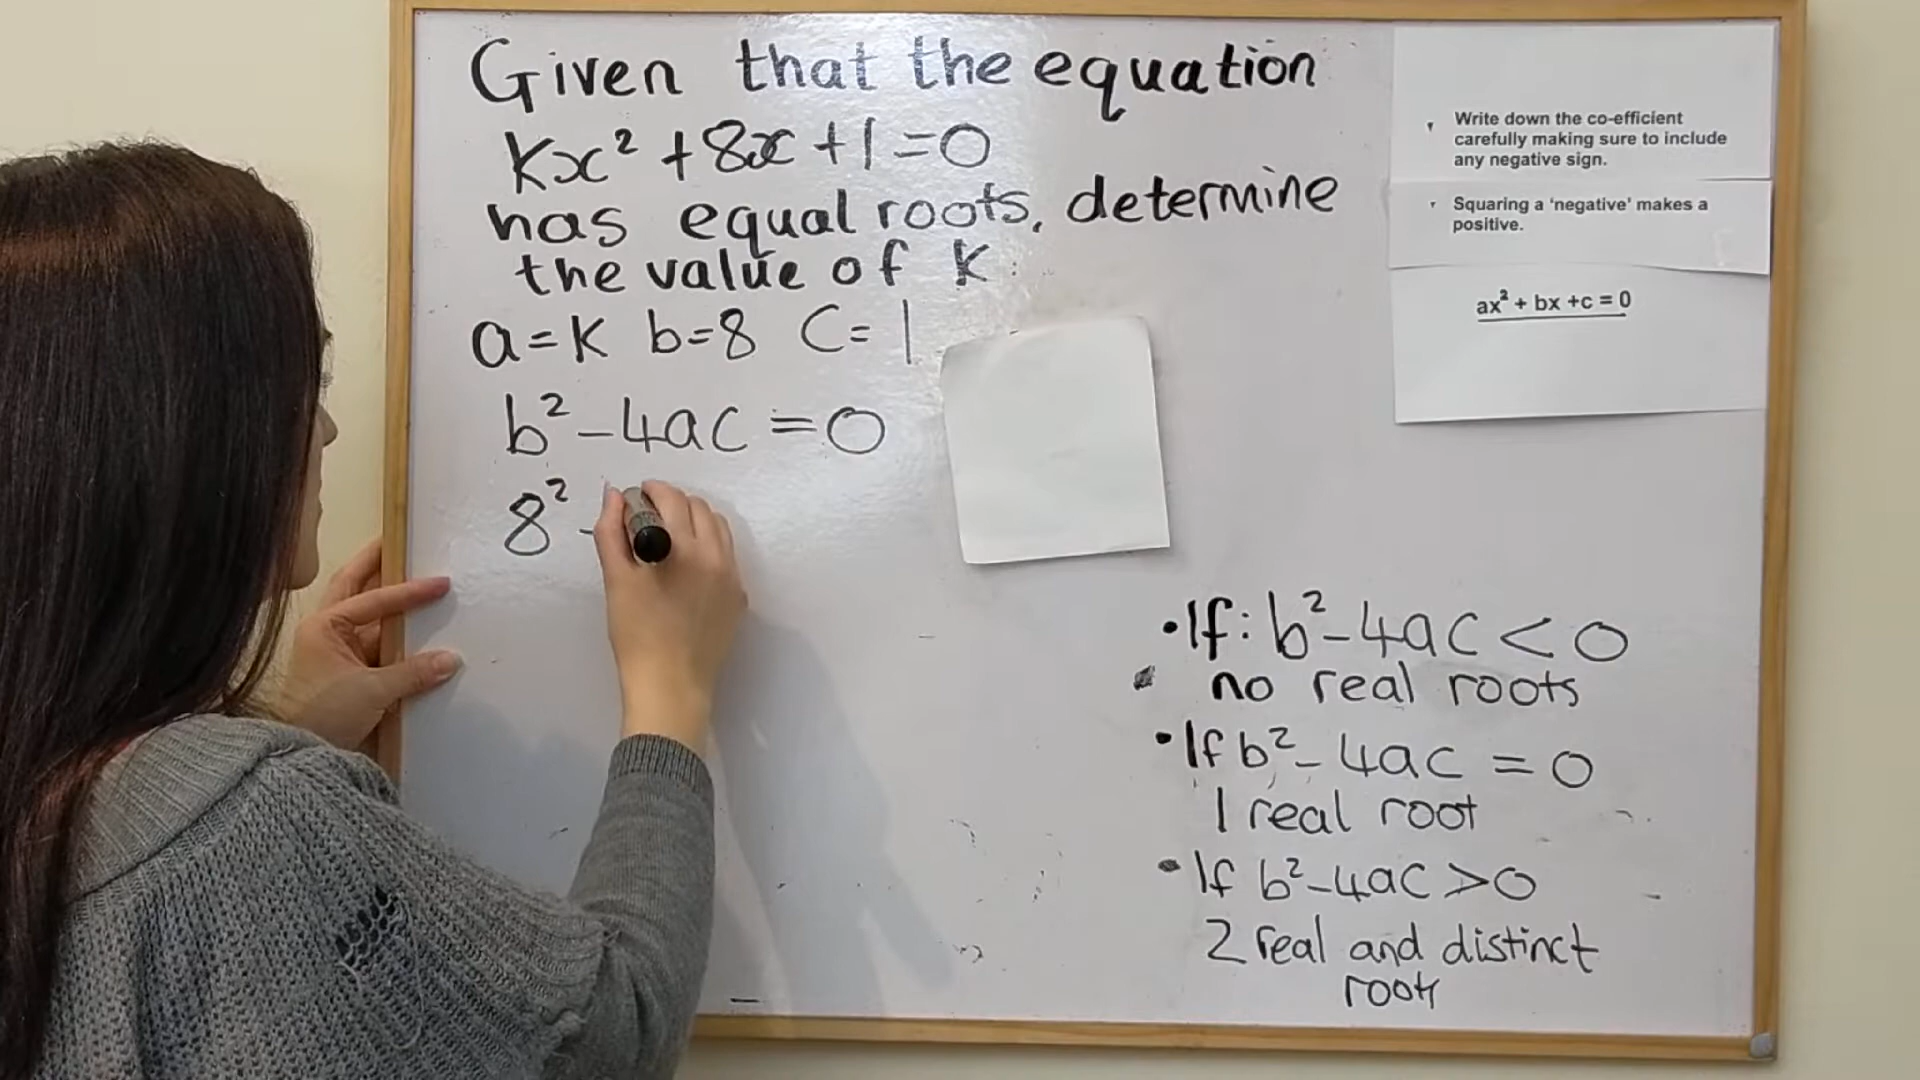 Given that the equation
kx² + 8x + 1 = 0
has equal roots, determine
the value of k:
a = k b = 8 c = 1
b² - 4ac = 0
8² -
Write down the co-efficient
carefully making sure to include
any negative sign.
Squaring a ‘negative’ makes a
positive.
ax² + bx +c = 0
• If: b² - 4ac < 0
no real roots
• If b² - 4ac = 0
1 real root
• If b² - 4ac > 0
2 real and distinct
roots